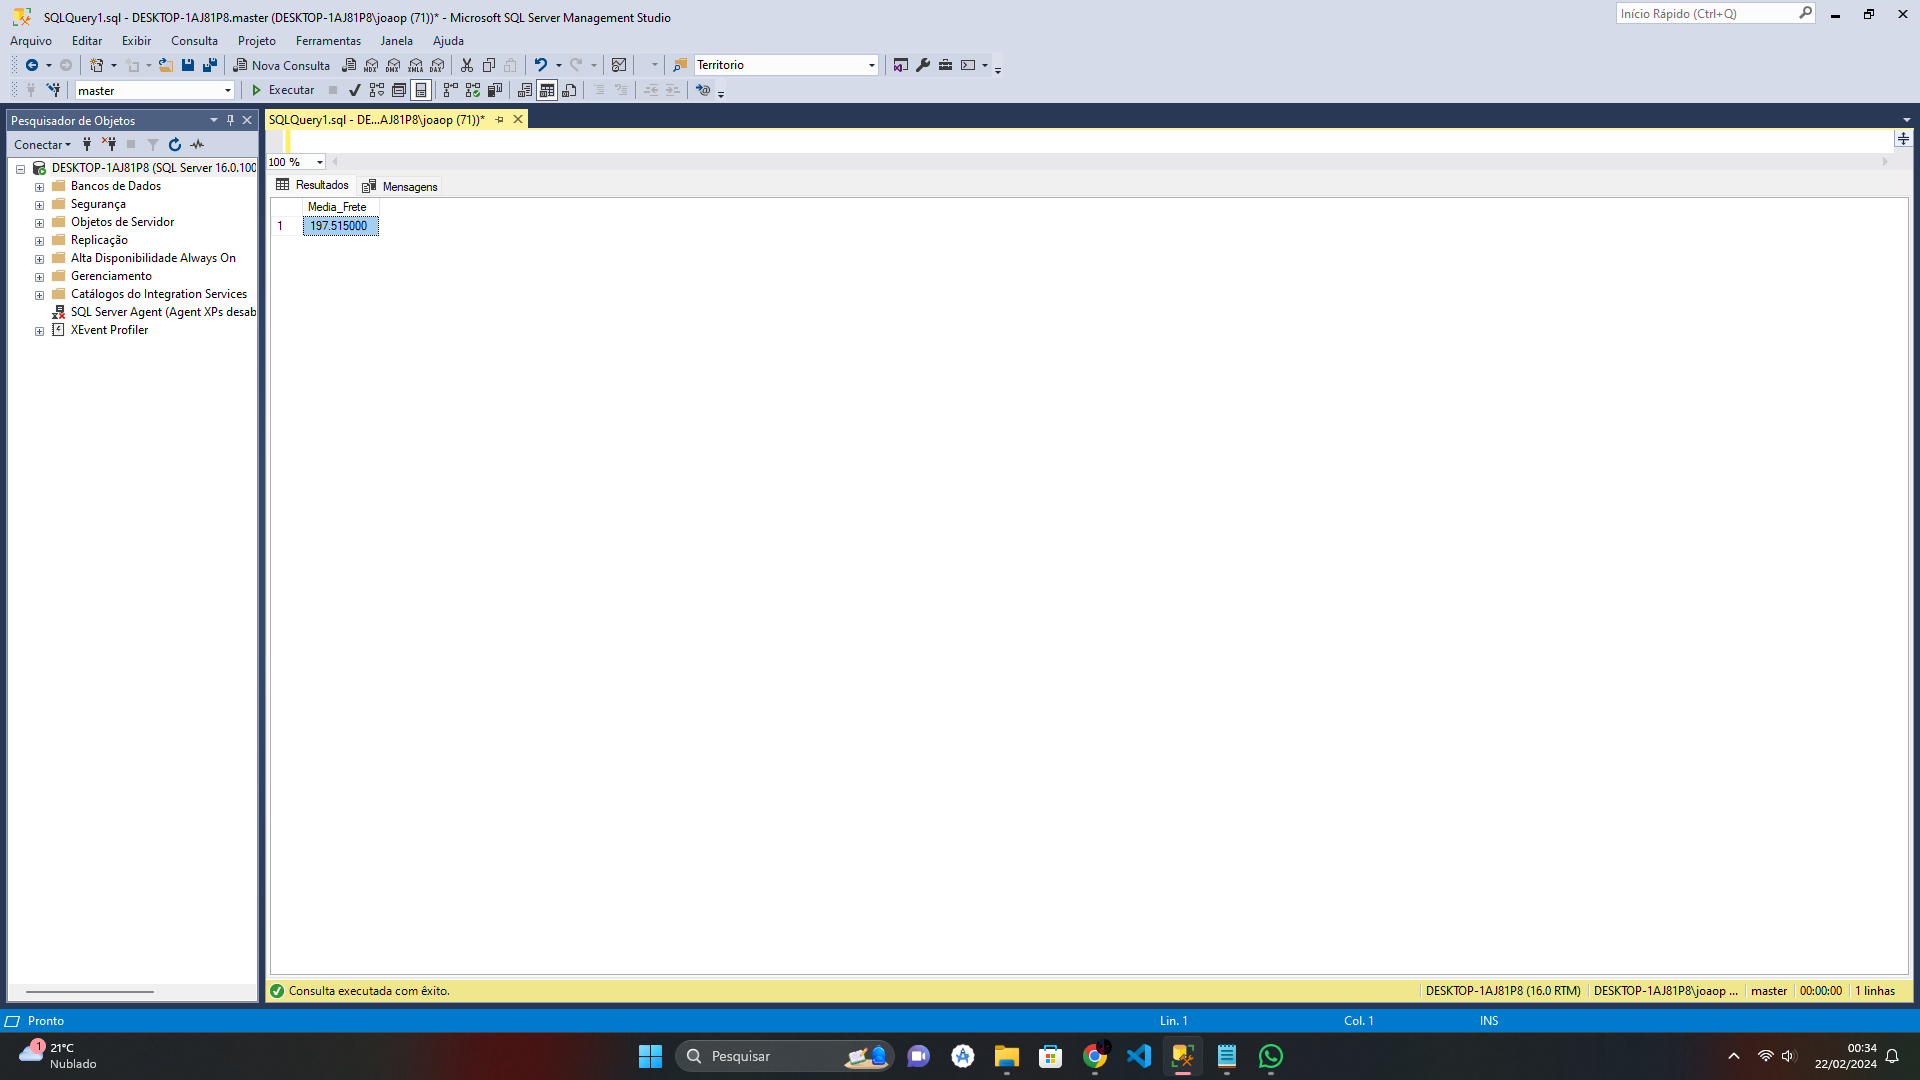 SQLQuery1.sql - DESKTOP-1AJ81P8.master (DESKTOP-1AJ81P8\joaop (71))* - Microsoft SQL Server Management Studio
Início Rápido (Ctrl+Q)
Arquivo Editar Exibir Consulta Projeto Ferramentas Janela Ajuda
Nova Consulta
MDX DMX XMLA DAX
Territorio
master
Executar
Pesquisador de Objetos
SQLQuery1.sql - DE...AJ81P8\joaop (71))*
Conectar
100 %
DESKTOP-1AJ81P8 (SQL Server 16.0.100
Bancos de Dados
Segurança
Objetos de Servidor
Replicação
Alta Disponibilidade Always On
Gerenciamento
Catálogos do Integration Services
SQL Server Agent (Agent XPs desab
XEvent Profiler
Resultados Mensagens
Media_Frete
1 197.515000
Consulta executada com êxito.
DESKTOP-1AJ81P8 (16.0 RTM) DESKTOP-1AJ81P8\joaop ... master 00:00:00 1 linhas
Pronto
Lin. 1 Col. 1 INS
1
21°C
Nublado
Pesquisar
00:34
22/02/2024